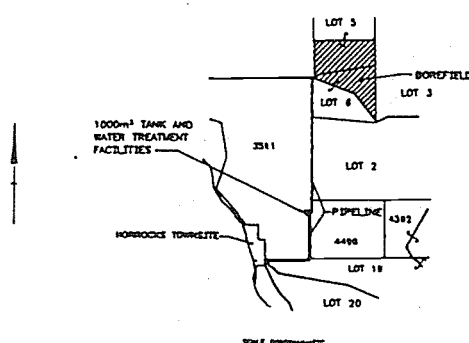 LOT 5
BOREFIELD
LOT 6
LOT 3
1000m³ TANK AND
WATER TREATMENT
FACILITIES
3511
LOT 2
PIPELINE
4392
HORROCKS TOWNSITE
4490
LOT 18
LOT 20